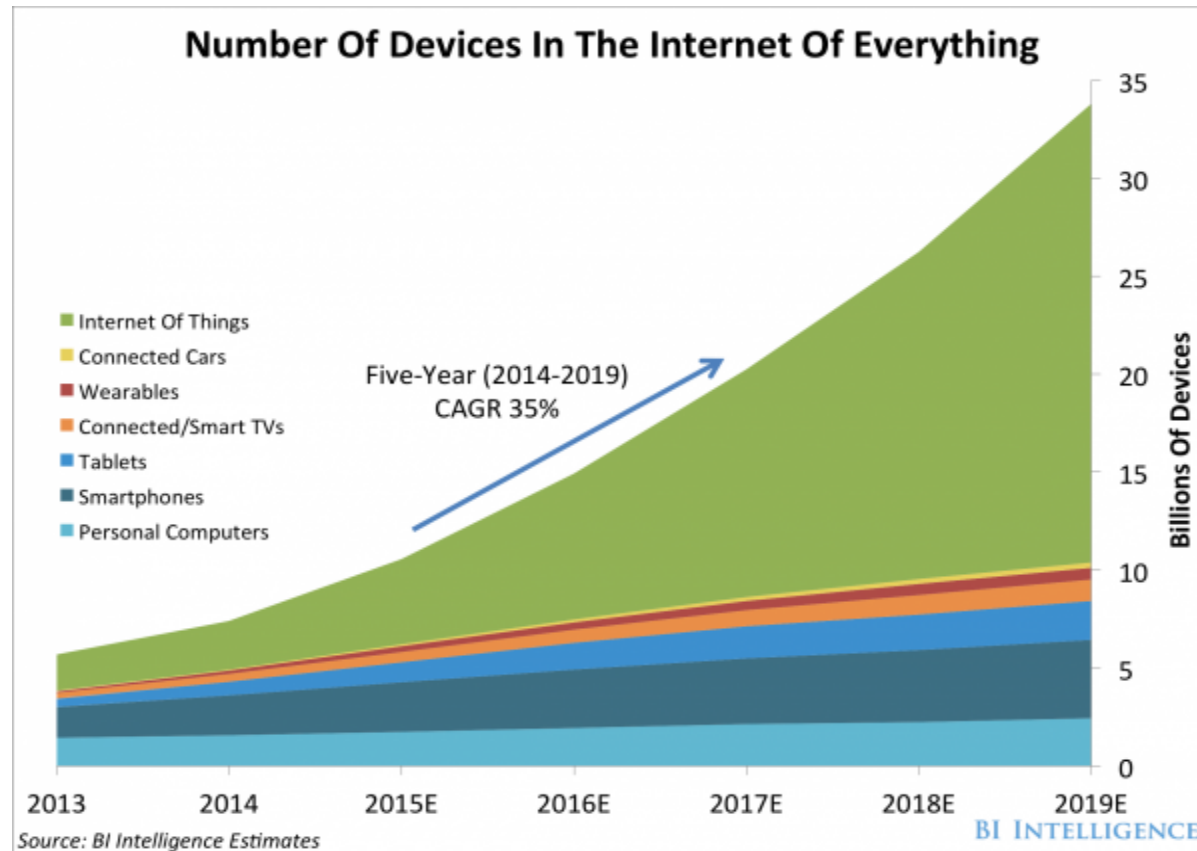 Number Of Devices In The Internet Of Everything
35
30
25
20
15
10
5
0
Billions Of Devices
Internet Of Things
Connected Cars
Wearables
Connected/Smart TVs
Tablets
Smartphones
Personal Computers
Five-Year (2014-2019)
CAGR 35%
2013 2014 2015E 2016E 2017E 2018E 2019E
Source: BI Intelligence Estimates
BI INTELLIGENCE